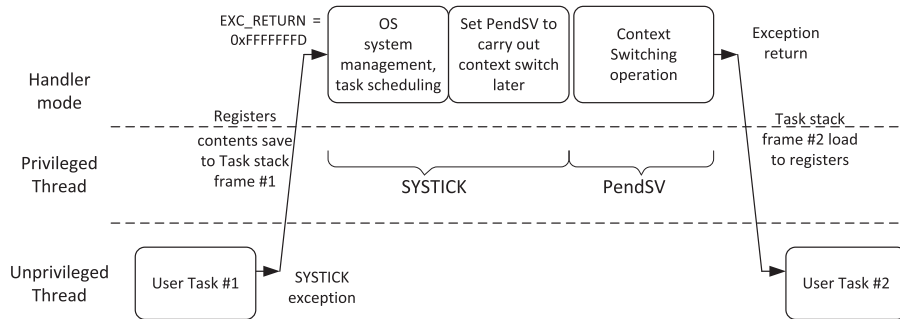 EXC_RETURN =
0xFFFFFFFD
OS
system
management,
task scheduling
Set PendSV to
carry out
context switch
later
Context
Switching
operation
Exception
return
Handler
mode
Registers
contents save
to Task stack
frame #1
Task stack
frame #2 load
to registers
Privileged
Thread
SYSTICK
PendSV
Unprivileged
Thread
User Task #1
SYSTICK
exception
User Task #2